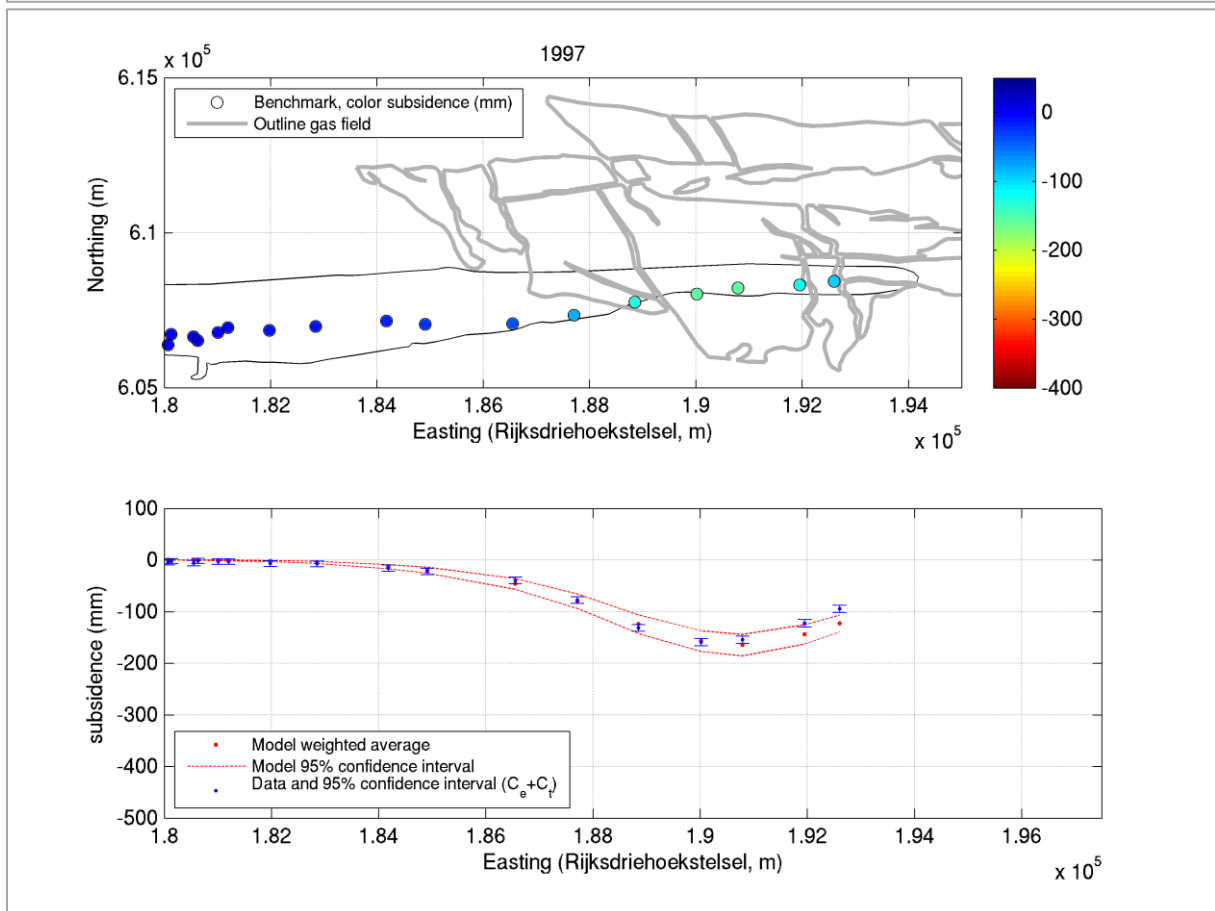 1997
x 10^5
6.15
6.1
6.05
Northing (m)
Benchmark, color subsidence (mm)
Outline gas field
1.8 1.82 1.84 1.86 1.88 1.9 1.92 1.94
Easting (Rijksdriehoekstelsel, m)
x 10^5
0
-100
-200
-300
-400
100
0
-100
-200
-300
-400
-500
subsidence (mm)
Model weighted average
Model 95% confidence interval
Data and 95% confidence interval (C_e+C_t)
1.8 1.82 1.84 1.86 1.88 1.9 1.92 1.94 1.96
Easting (Rijksdriehoekstelsel, m)
x 10^5